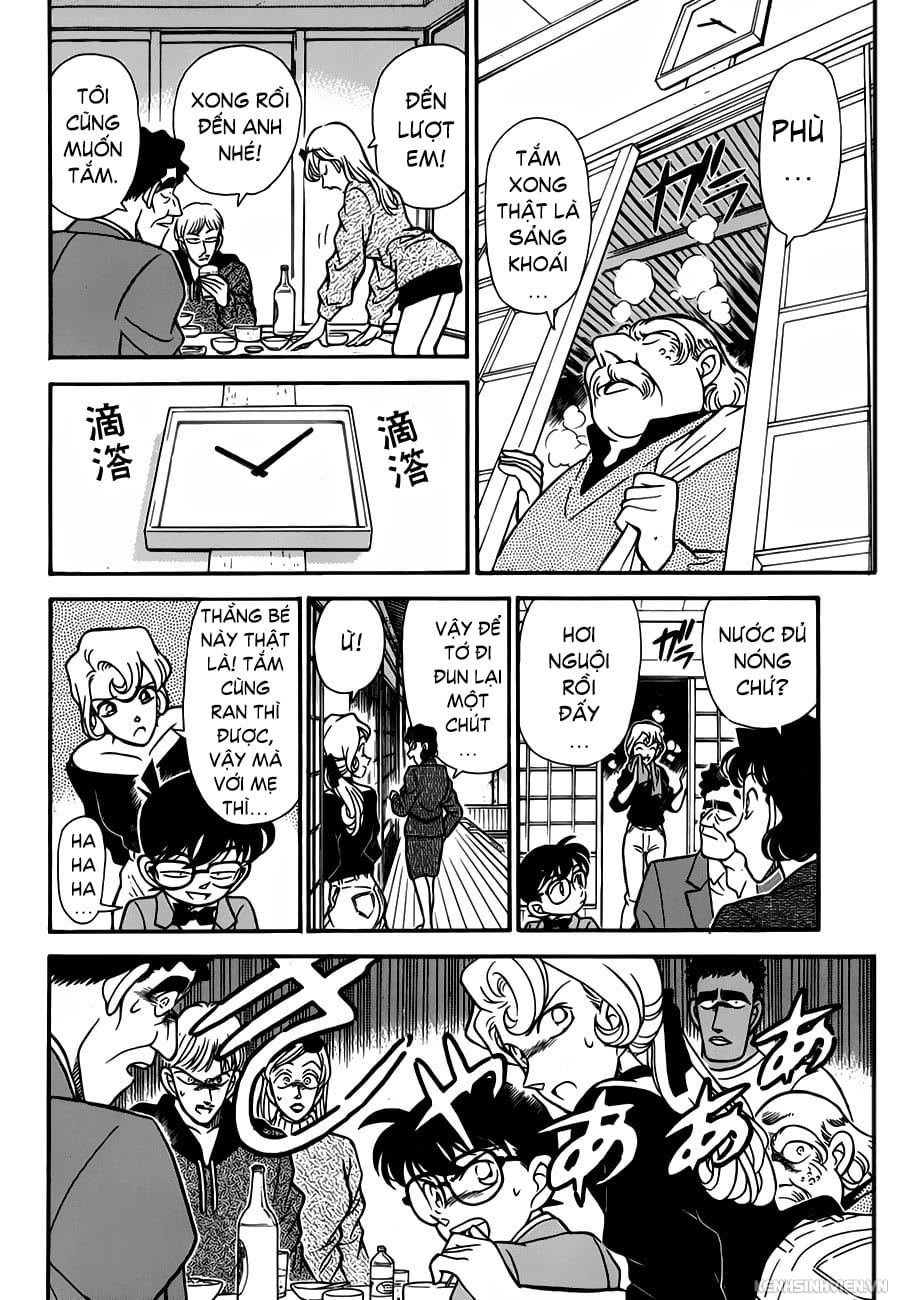 PHÙ
...
TẮM
XONG
THẬT LÀ
SẢNG
KHOÁI
...
ガラ
ĐẾN
LƯỢT
EM!
XONG RỒI
ĐẾN ANH
NHÉ!
TÔI
CŨNG
MUỐN
TẮM.
滴
滴
NƯỚC ĐỦ
NÓNG
CHỨ?
ガラ
HƠI
NGUỘI
RỒI
ĐẤY
...
VẬY ĐỂ
TỚ ĐI
ĐUN LẠI
MỘT
CHÚT
...
Ừ!
THẰNG BÉ
NÀY THẬT
LÀ! TẮM
CÙNG
RAN THÌ
ĐƯỢC,
VẬY MÀ
VỚI MẸ
THÌ...
HA
HA
HA
...
きゃああああ
KENHSINHVIEN.VN